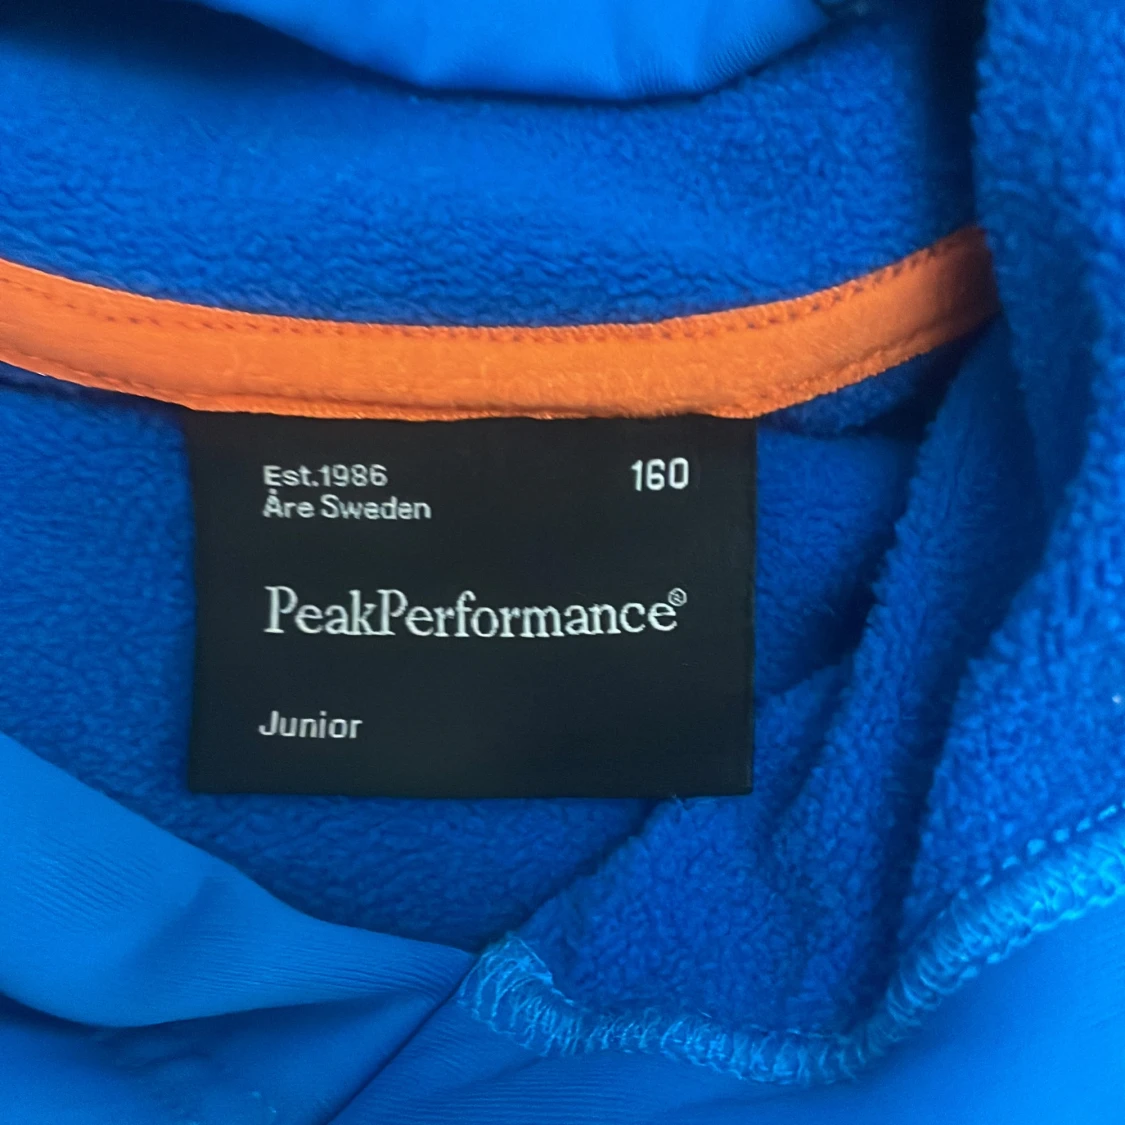 Est.1986
160
Åre Sweden
PeakPerformance®
Junior